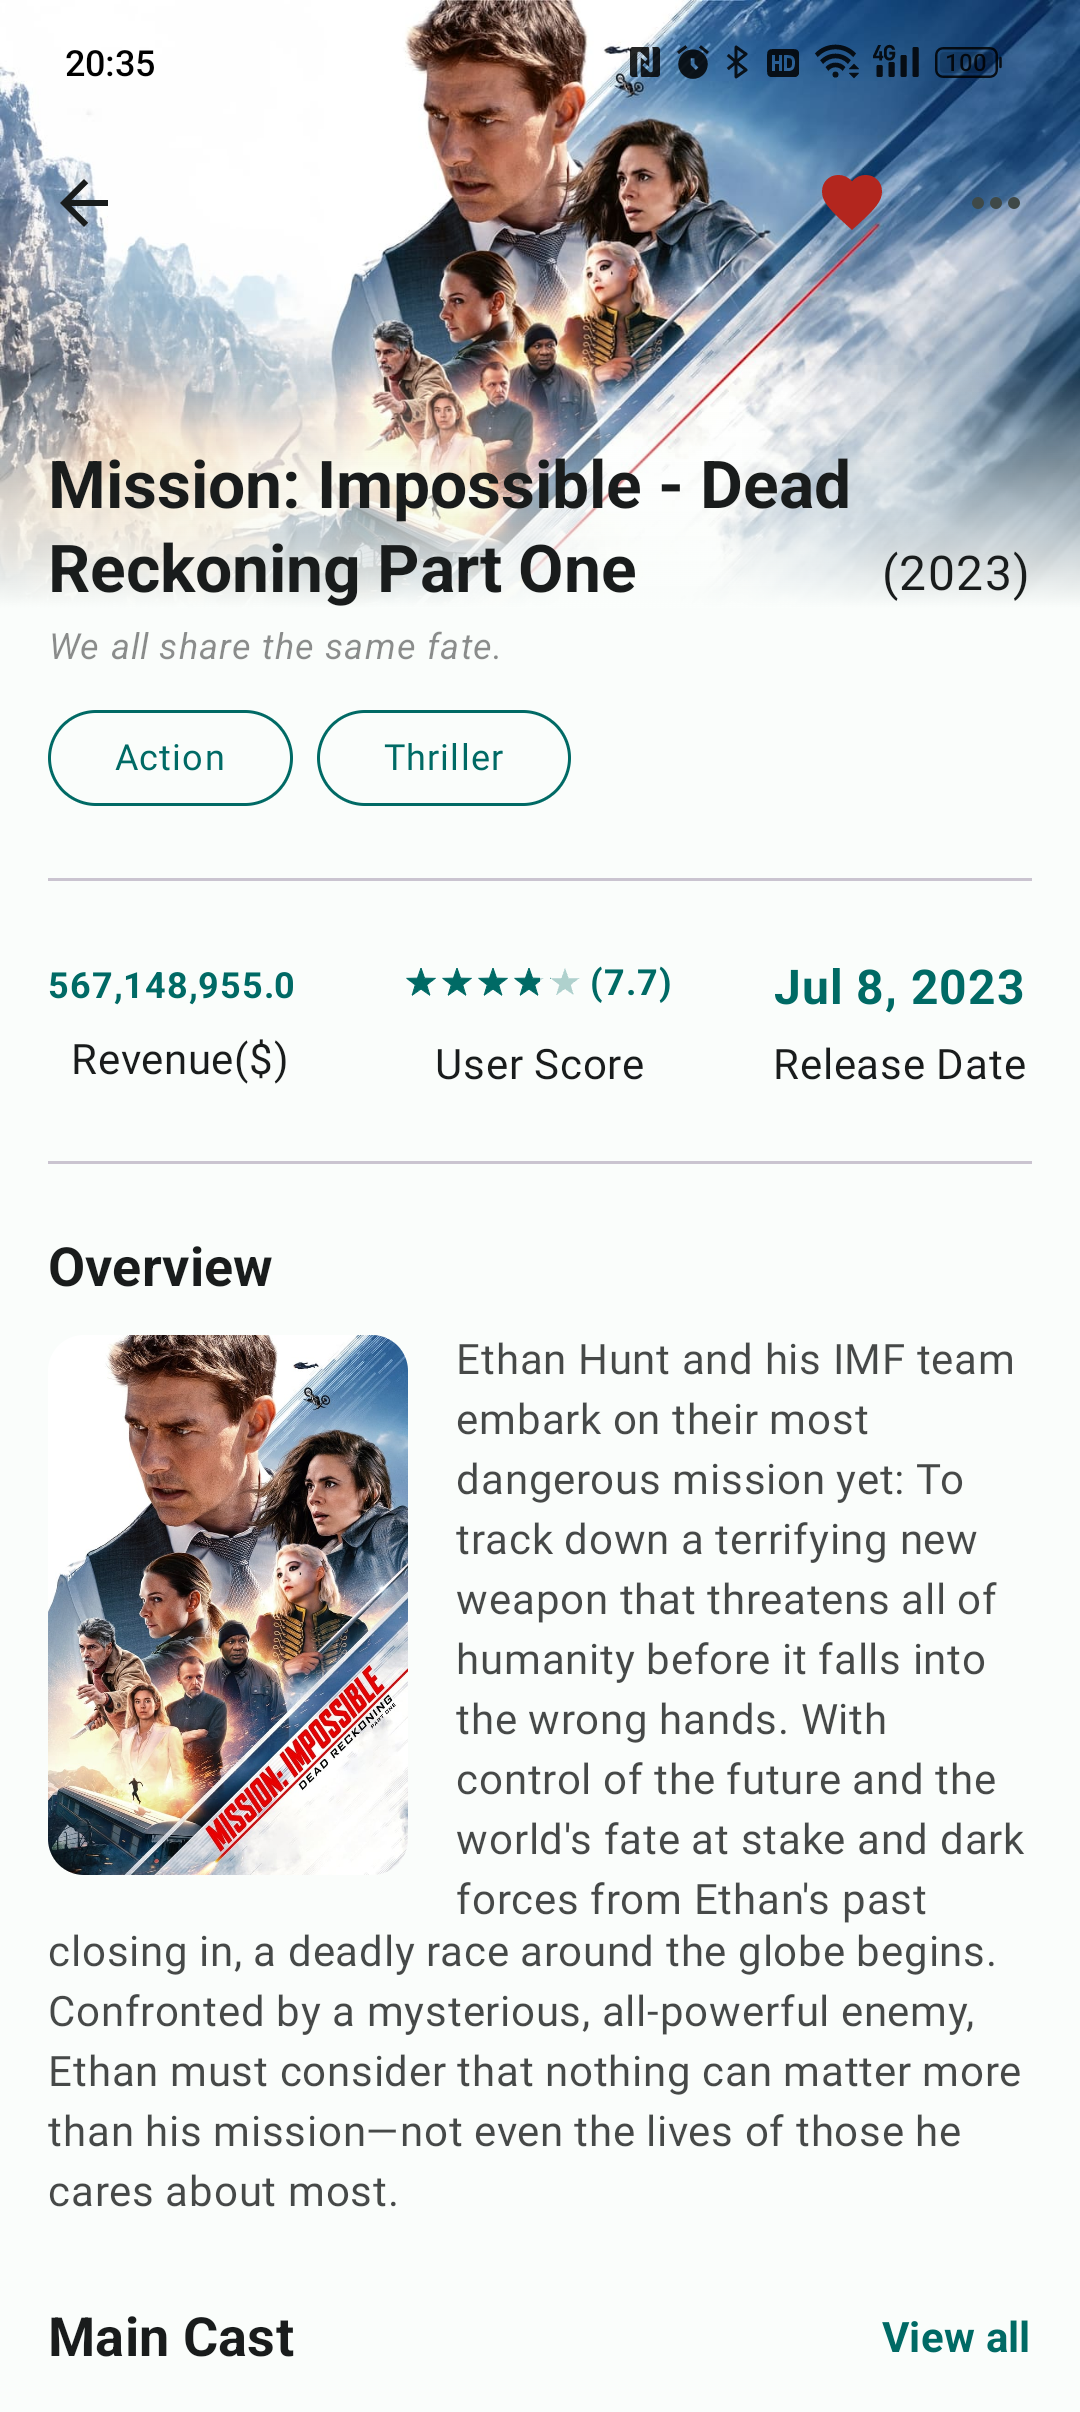 20:35
HD 4G 100
Mission: Impossible - Dead
Reckoning Part One (2023)
We all share the same fate.
Action Thriller
567,148,955.0 (7.7) Jul 8, 2023
Revenue($) User Score Release Date
Overview
MISSION: IMPOSSIBLE
DEAD RECKONING
PART ONE
Ethan Hunt and his IMF team
embark on their most
dangerous mission yet: To
track down a terrifying new
weapon that threatens all of
humanity before it falls into
the wrong hands. With
control of the future and the
world's fate at stake and dark
forces from Ethan's past
closing in, a deadly race around the globe begins.
Confronted by a mysterious, all-powerful enemy,
Ethan must consider that nothing can matter more
than his mission—not even the lives of those he
cares about most.
Main Cast View all